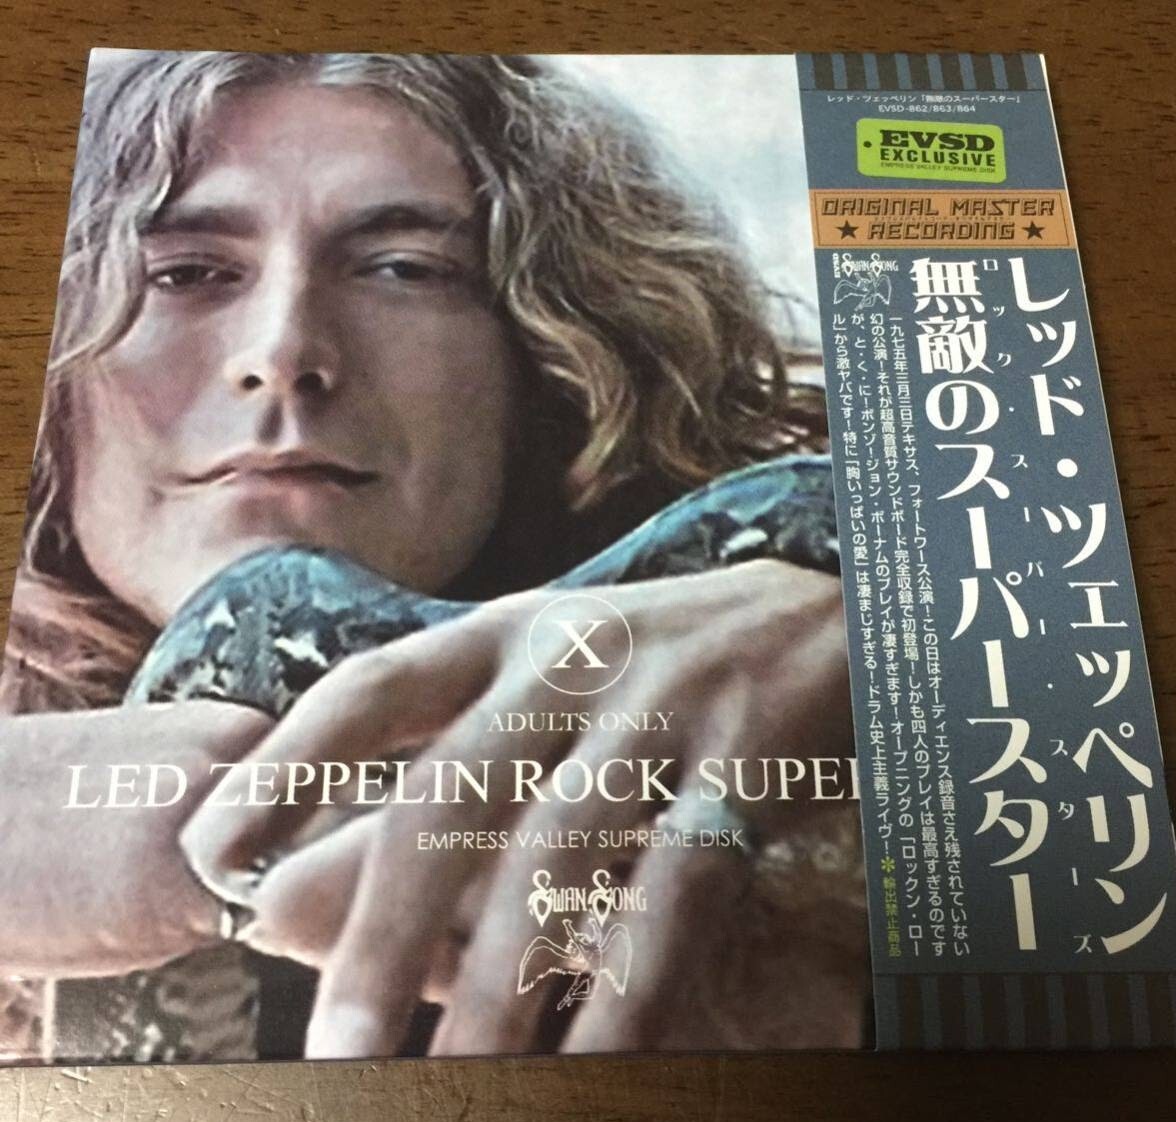 レッド・ツェッペリン「無敵のスーパースター」
EVSD-862/863/864
EVSD
EXCLUSIVE
EMPRESS VALLEY SUPREME DISK
ORIGINAL MASTER
RECORDING
レッド・ツェッペリン
ロック・スーパー・スターズ
無敵のスーパースター
SWAN SONG
一九七五年三月三日テキサス、フォートワース公演！この日はオーディエンス録音さえ残されていない
幻の公演！それが超高音質サウンドボード完全収録で初登場！しかも四人のプレイは最高すぎるのです
が、と・く・に！ボンゾ！ジョン・ボーナムのプレイが凄すぎます！オープニングの「ロックン・ロー
ル」から激ヤバです！特に「胸いっぱいの愛」は凄まじすぎる！ドラム史上主義ライヴ！✽輸出禁止商品
X
ADULTS ONLY
LED ZEPPELIN ROCK SUPE
EMPRESS VALLEY SUPREME DISK
SWAN SONG